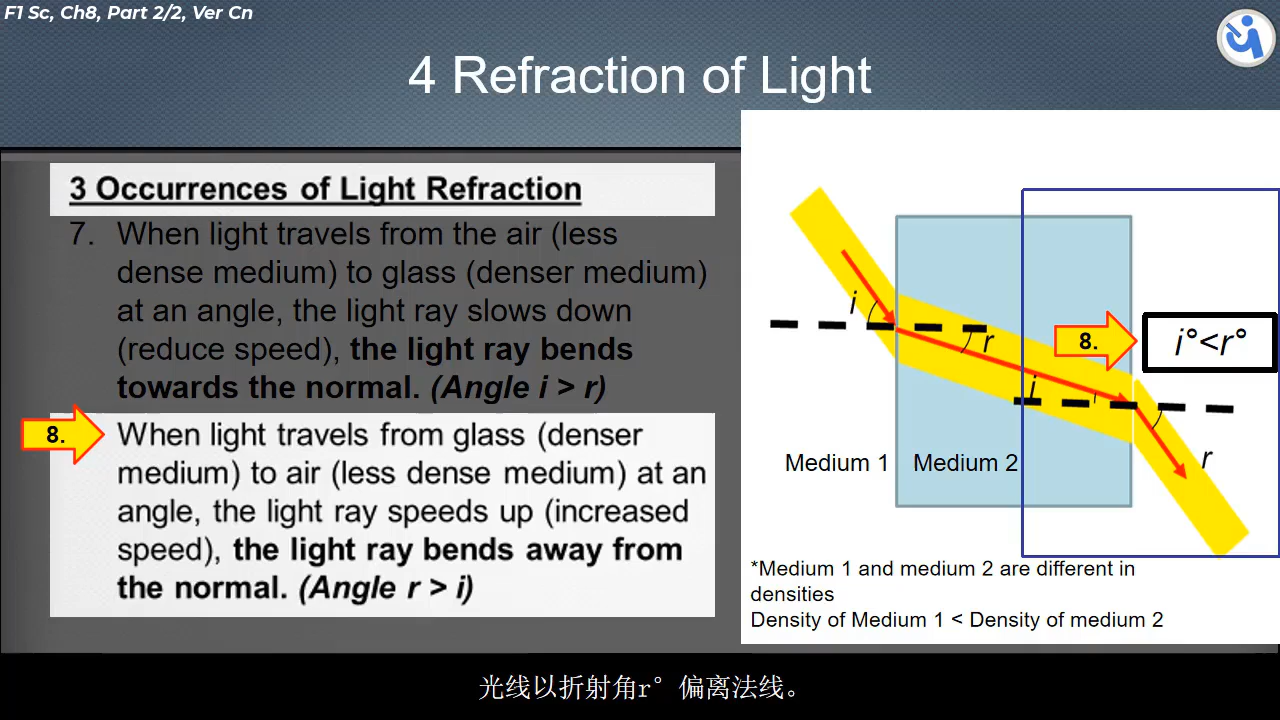 F1 Sc, Ch8, Part 2/2, Ver Cn
4 Refraction of Light
3 Occurrences of Light Refraction
7. When light travels from the air (less
dense medium) to glass (denser medium)
at an angle, the light ray slows down
(reduce speed), the light ray bends
towards the normal. (Angle i > r)
8.
When light travels from glass (denser
medium) to air (less dense medium) at an
angle, the light ray speeds up (increased
speed), the light ray bends away from
the normal. (Angle r > i)
i
r
8.
i°<r°
i
r
Medium 1
Medium 2
*Medium 1 and medium 2 are different in
densities
Density of Medium 1 < Density of medium 2
光线以折射角r°偏离法线。